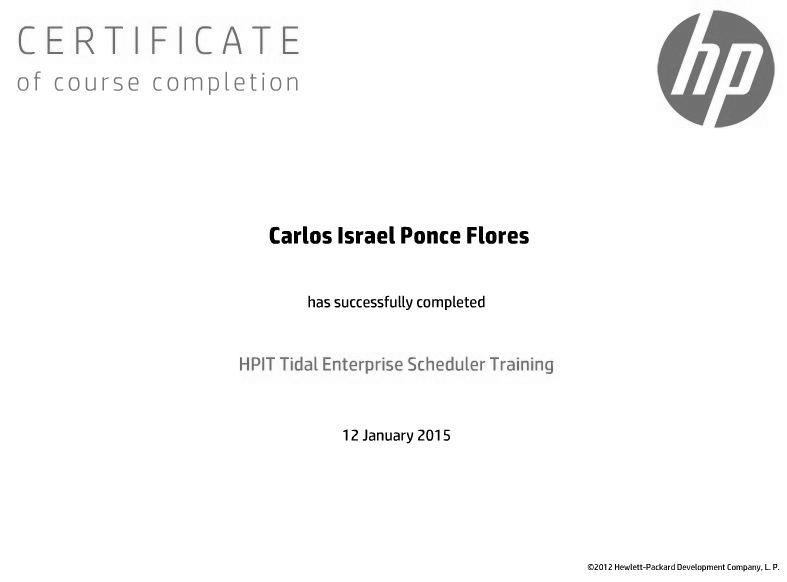 CERTIFICATE
of course completion
hp
Carlos Israel Ponce Flores
has successfully completed
HPIT Tidal Enterprise Scheduler Training
12 January 2015
©2012 Hewlett-Packard Development Company, L. P.